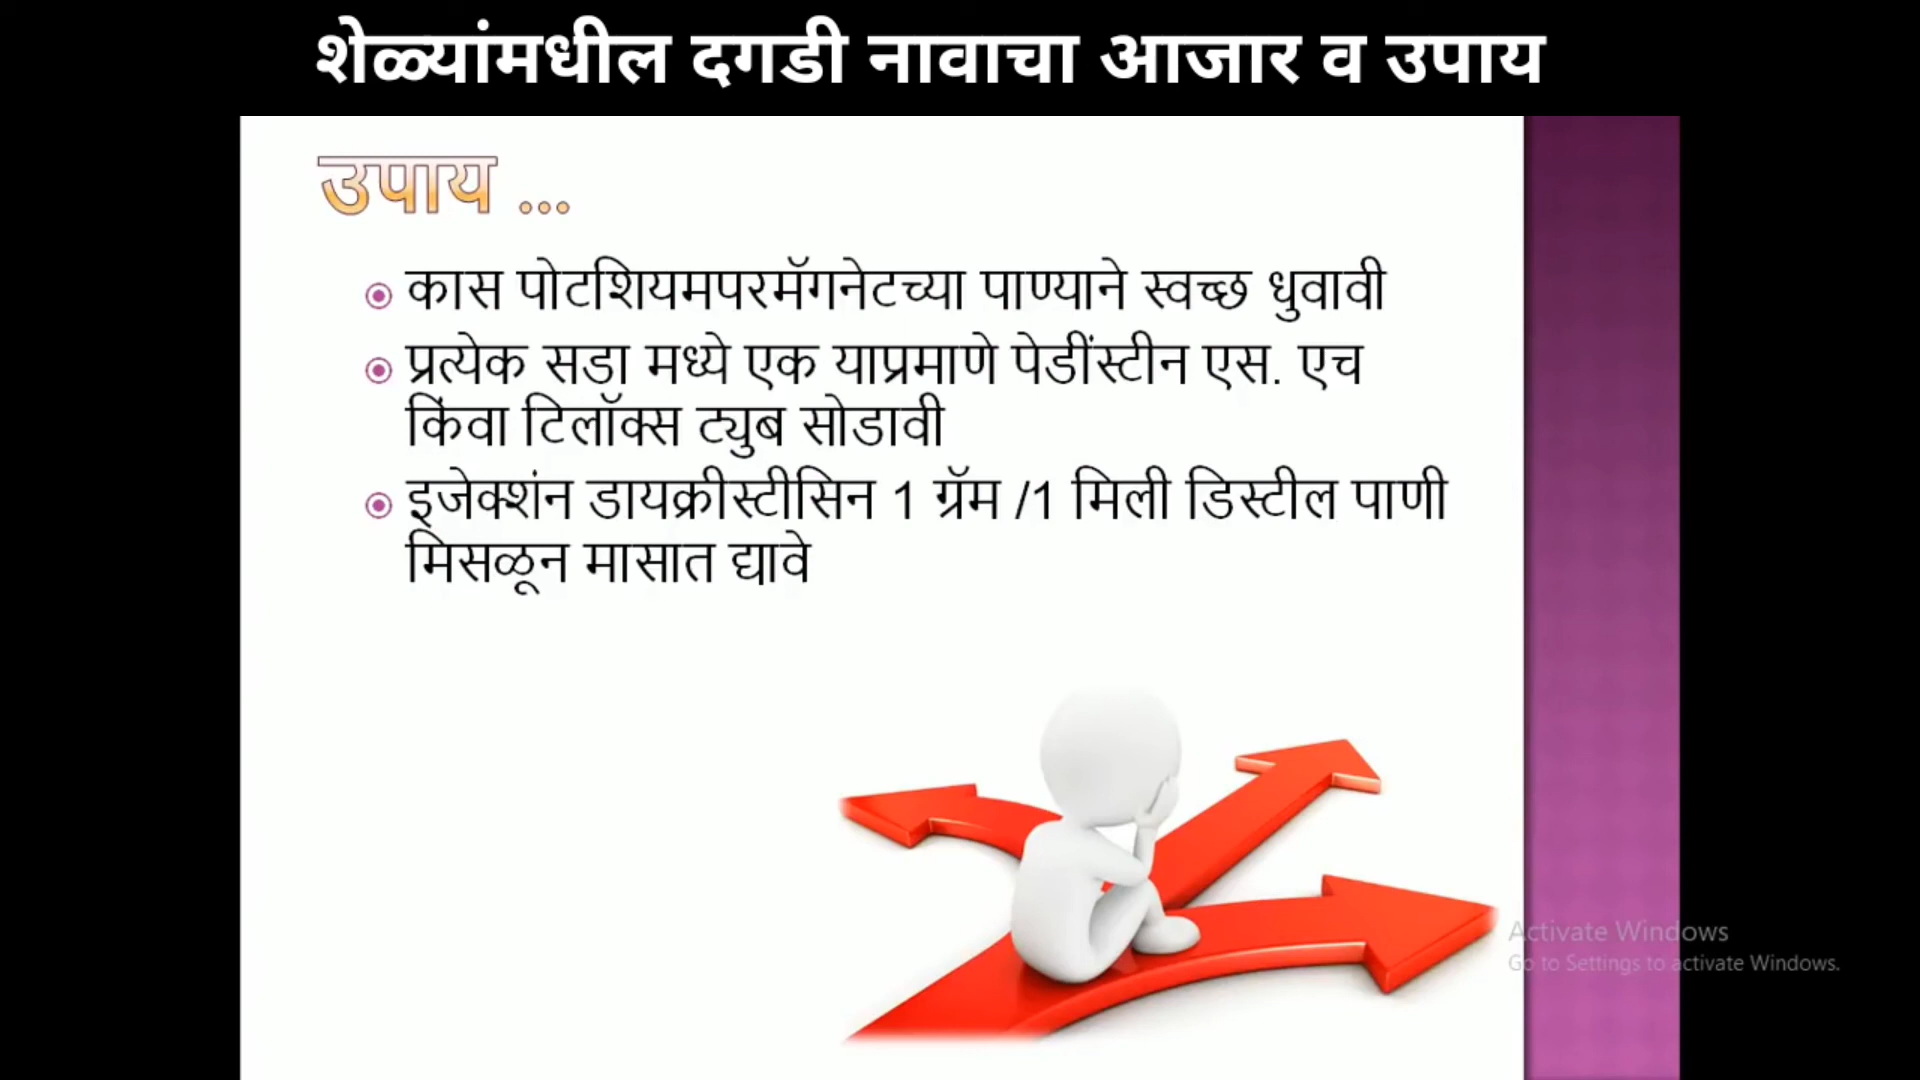 शेळ्यांमधील दगडी नावाचा आजार व उपाय
उपाय ...
कास पोटशियमपरमॅगनेटच्या पाण्याने स्वच्छ धुवावी
प्रत्येक सडा मध्ये एक याप्रमाणे पेडींस्टीन एस. एच
किंवा टिलॉक्स ट्युब सोडावी
इजेक्शंन डायक्रीस्टीसिन 1 ग्रॅम /1 मिली डिस्टील पाणी
मिसळून मासात द्यावे
Activate Windows
Go to Settings to activate Windows.